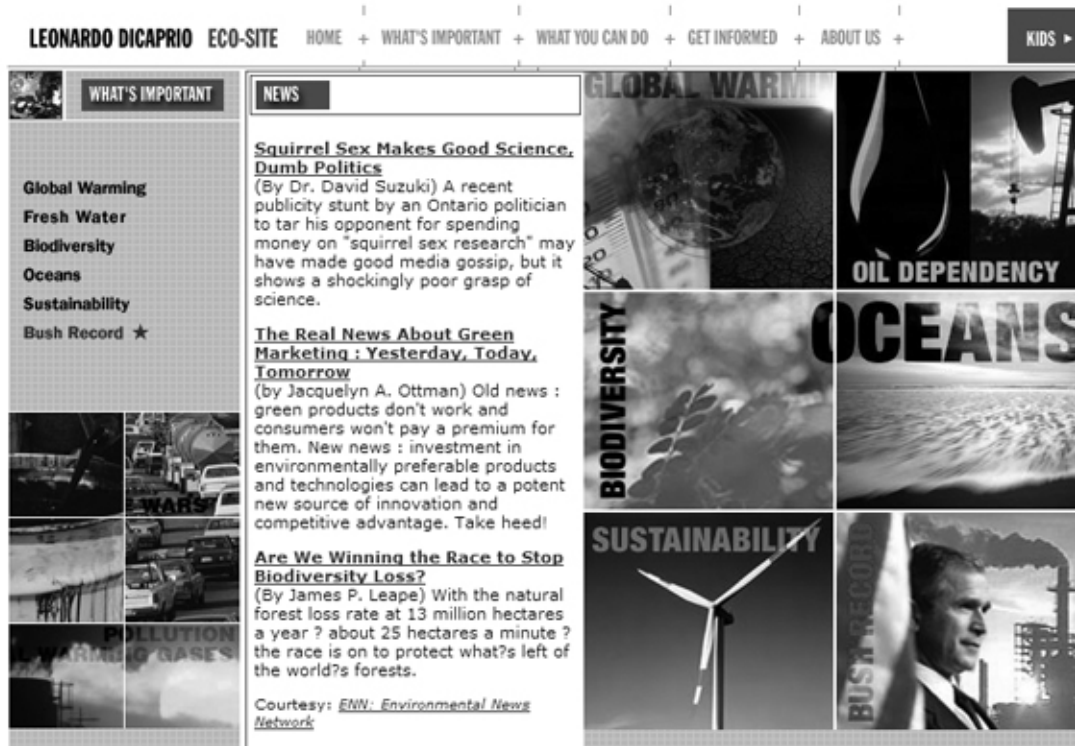 LEONARDO DICAPRIO ECO-SITE HOME + WHAT'S IMPORTANT + WHAT YOU CAN DO + GET INFORMED + ABOUT US + KIDS ►
WHAT'S IMPORTANT
Global Warming
Fresh Water
Biodiversity
Oceans
Sustainability
Bush Record ★
WARS
POLLUTION
WARMING GASES
NEWS
Squirrel Sex Makes Good Science,
Dumb Politics
(By Dr. David Suzuki) A recent
publicity stunt by an Ontario politician
to tar his opponent for spending
money on "squirrel sex research" may
have made good media gossip, but it
shows a shockingly poor grasp of
science.
The Real News About Green
Marketing : Yesterday, Today,
Tomorrow
(by Jacquelyn A. Ottman) Old news :
green products don't work and
consumers won't pay a premium for
them. New news : investment in
environmentally preferable products
and technologies can lead to a potent
new source of innovation and
competitive advantage. Take heed!
Are We Winning the Race to Stop
Biodiversity Loss?
(By James P. Leape) With the natural
forest loss rate at 13 million hectares
a year ? about 25 hectares a minute ?
the race is on to protect what?s left of
the world?s forests.
Courtesy: ENN: Environmental News
Network
GLOBAL WARMI
OIL DEPENDENCY
BIODIVERSITY
OCEANS
SUSTAINABILITY
BUSH RECORD